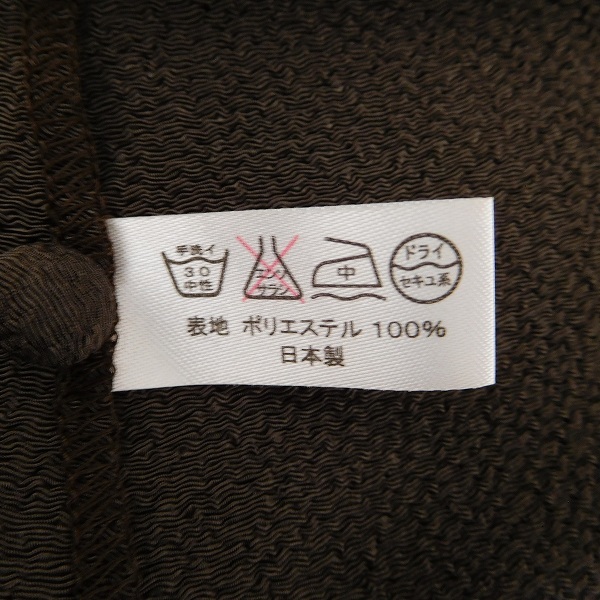 手洗イ
30
中性
エンソ
サラシ
中
ドライ
セキユ系
表地 ポリエステル 100%
日本製